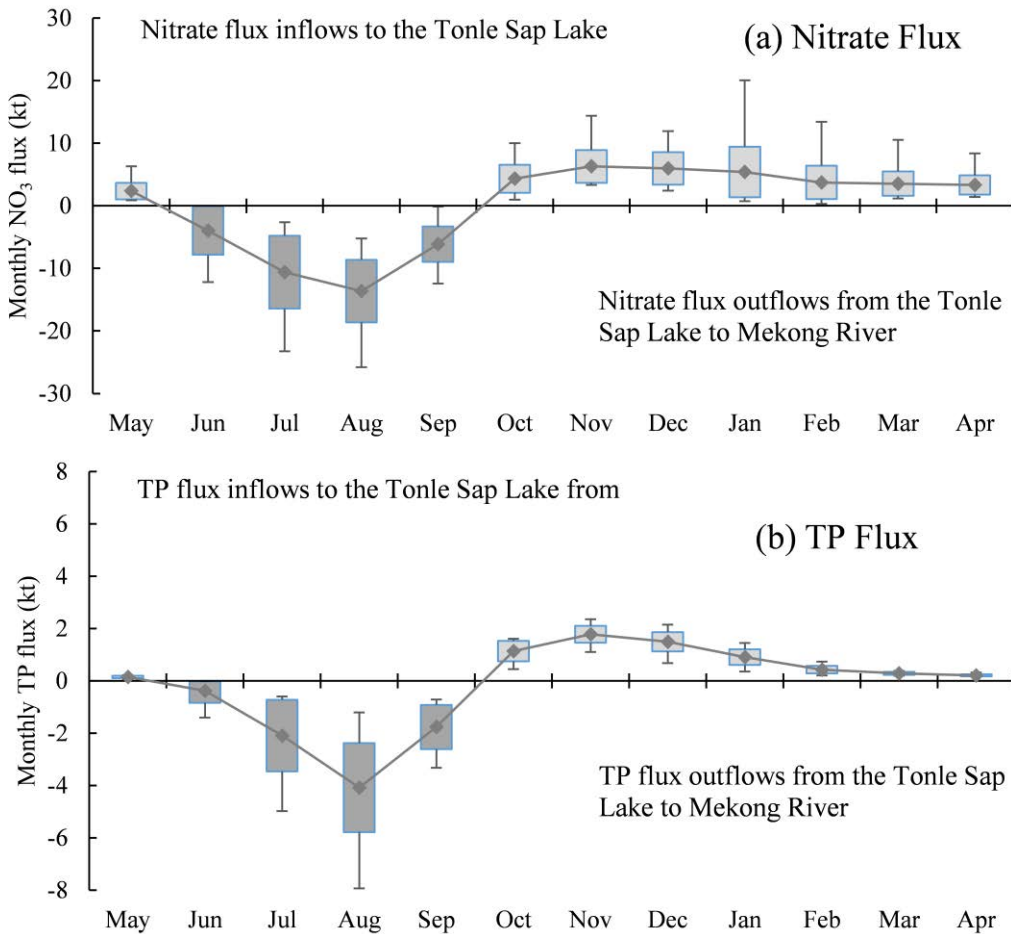 Nitrate flux inflows to the Tonle Sap Lake
(a) Nitrate Flux
Monthly NO3 flux (kt)
30
20
10
0
-10
-20
-30
Nitrate flux outflows from the Tonle
Sap Lake to Mekong River
May Jun Jul Aug Sep Oct Nov Dec Jan Feb Mar Apr
TP flux inflows to the Tonle Sap Lake from
(b) TP Flux
Monthly TP flux (kt)
8
6
4
2
0
-2
-4
-6
-8
TP flux outflows from the Tonle Sap
Lake to Mekong River
May Jun Jul Aug Sep Oct Nov Dec Jan Feb Mar Apr